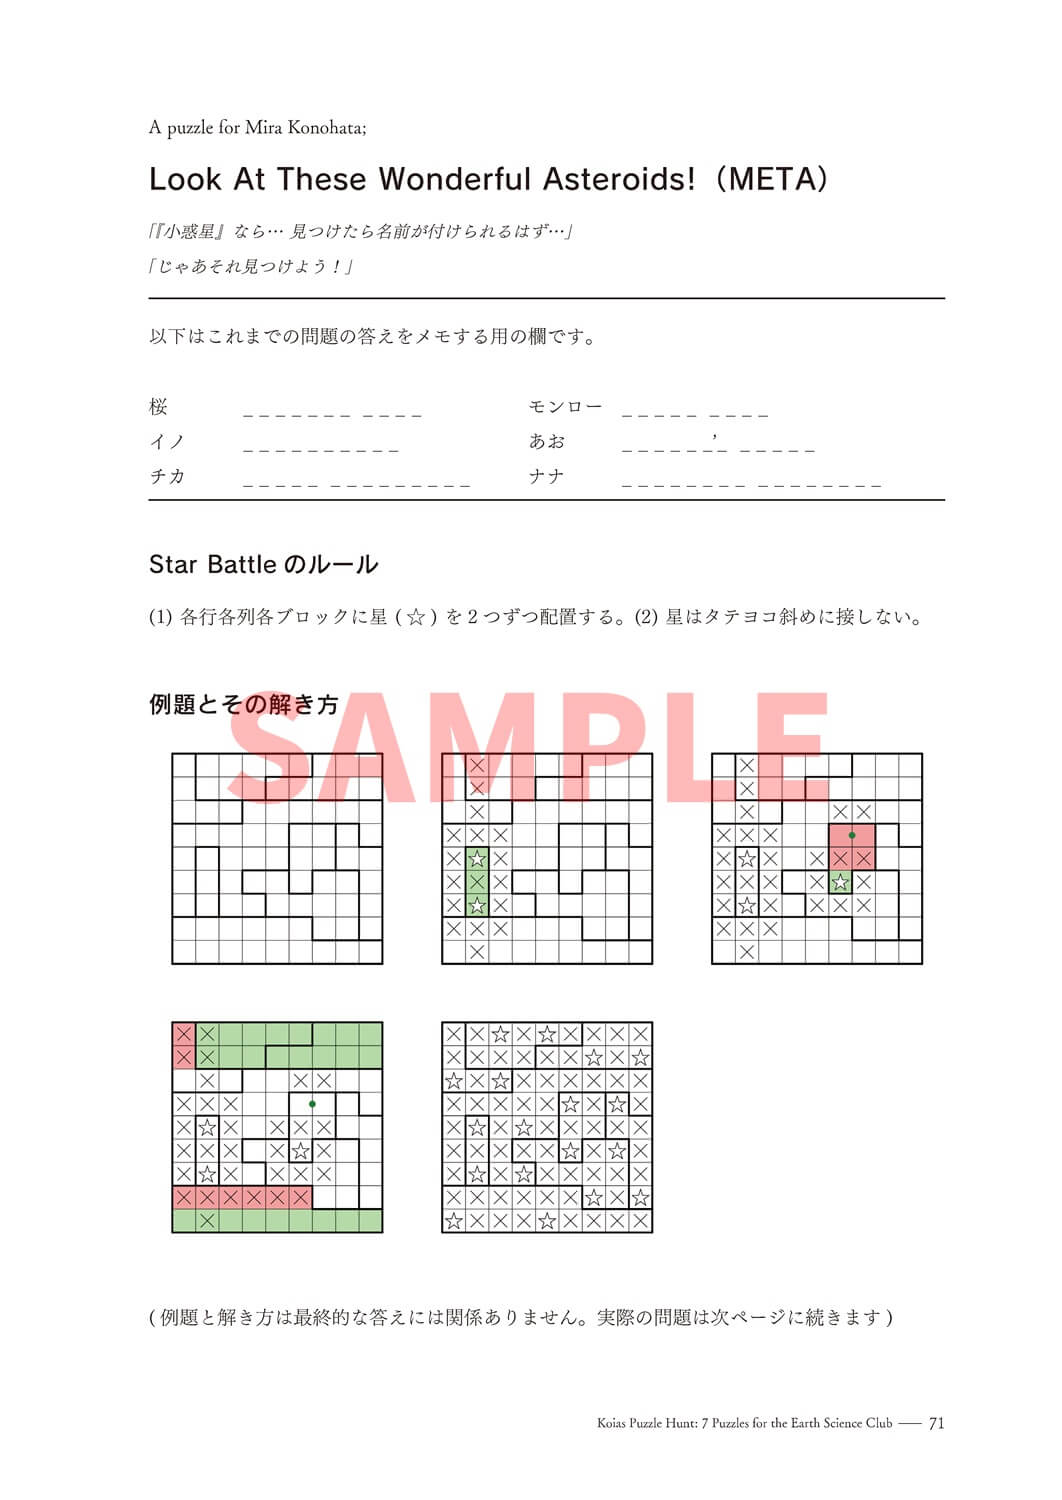 A puzzle for Mira Konohata;
Look At These Wonderful Asteroids!（META）
「『小惑星』なら… 見つけたら名前が付けられるはず…」
「じゃあそれ見つけよう！」
以下はこれまでの問題の答えをメモする用の欄です。
桜 _ _ _ _ _ _ _ _ _ _ _ モンロー _ _ _ _ _ _ _ _ _
イノ _ _ _ _ _ _ _ _ _ _ あお _ _ _ _ _ _’_ _ _ _ _ _
チカ _ _ _ _ _ _ _ _ _ _ _ _ _ _ ナナ _ _ _ _ _ _ _ _ _ _ _ _ _ _ _ _
Star Battle のルール
(1) 各行各列各ブロックに星 ( ☆ ) を 2 つずつ配置する。(2) 星はタテヨコ斜めに接しない。
例題とその解き方
SAMPLE
( 例題と解き方は最終的な答えには関係ありません。実際の問題は次ページに続きます )
Koias Puzzle Hunt: 7 Puzzles for the Earth Science Club — 71